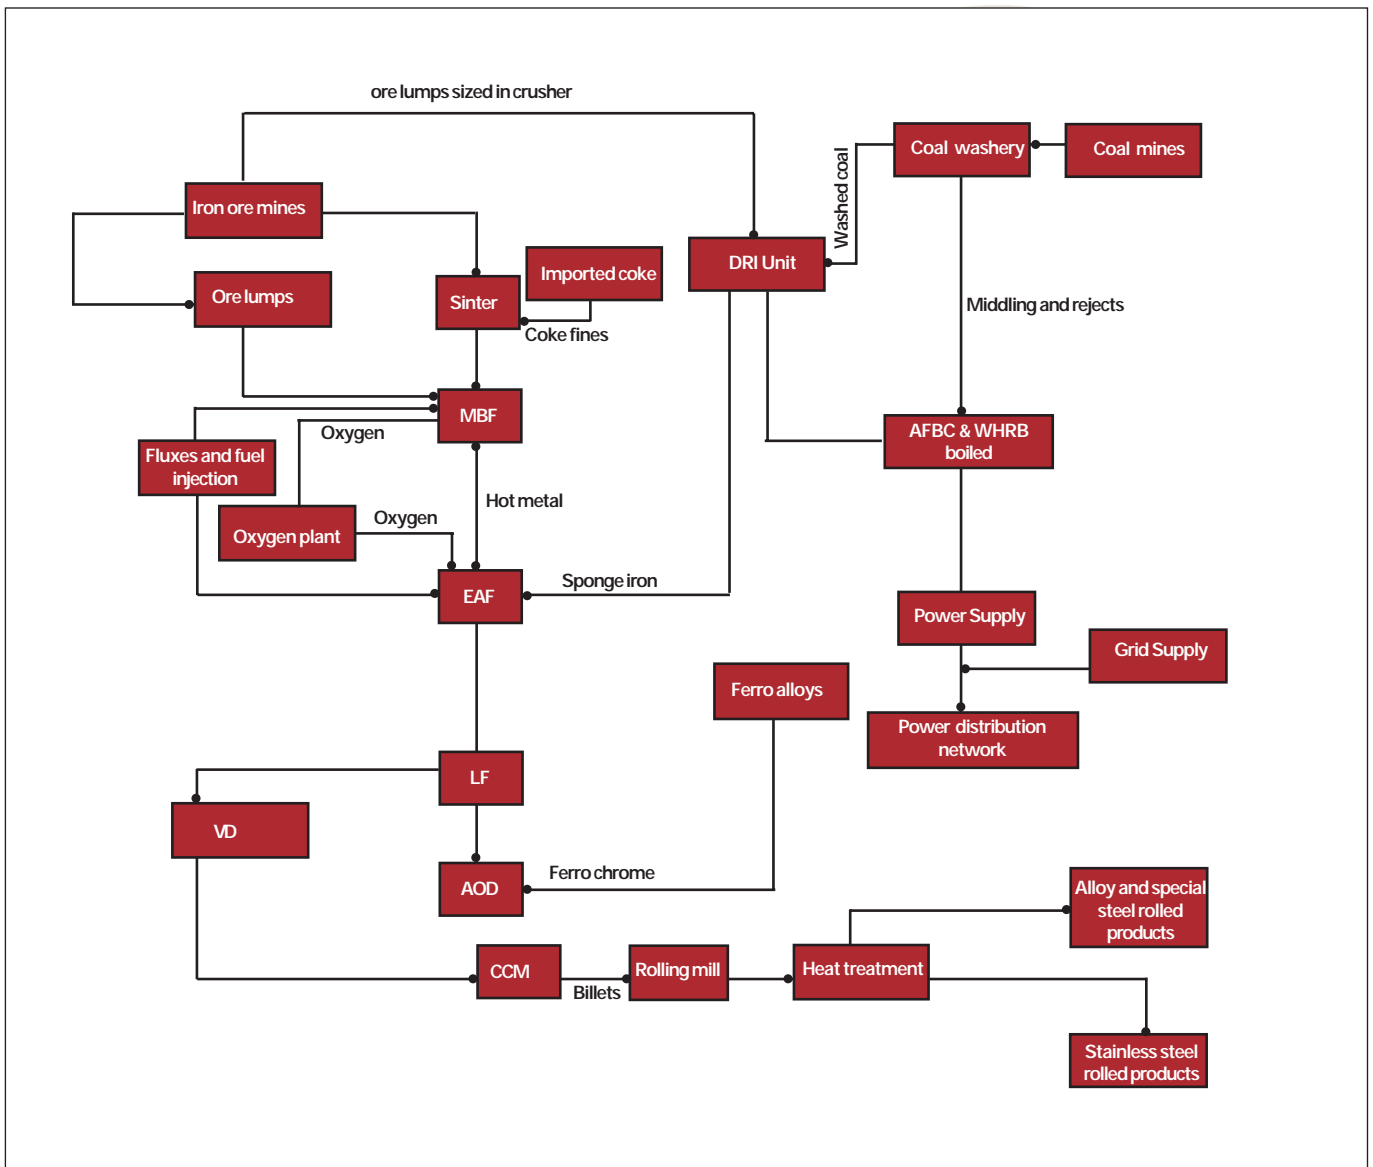 ore lumps sized in crusher
Coal washery
Coal mines
Washed coal
Iron ore mines
DRI Unit
Imported coke
Ore lumps
Sinter
Middling and rejects
Coke fines
MBF
Oxygen
AFBC & WHRB
boiled
Fluxes and fuel
injection
Hot metal
Oxygen
Oxygen plant
Sponge iron
EAF
Power Supply
Grid Supply
Ferro alloys
Power distribution
network
LF
VD
Ferro chrome
AOD
Alloy and special
steel rolled
products
CCM
Rolling mill
Heat treatment
Billets
Stainless steel
rolled products